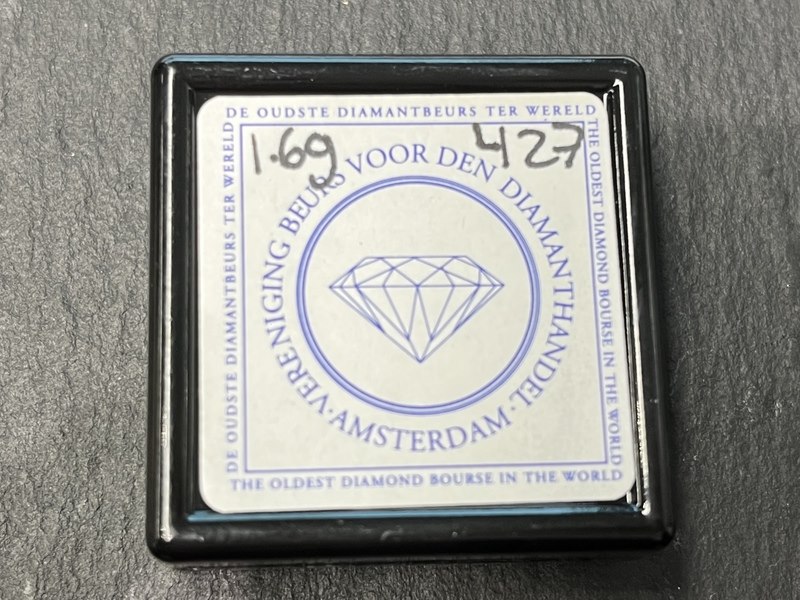 DE OUDSTE DIAMANTBEURS TER WERELD
1.69 427
DE OUDSTE DIAMANTBEURS TER WERELD
VERENIGING BEURS VOOR DEN DIAMANTHANDEL
·AMSTERDAM·
THE OLDEST DIAMOND BOURSE IN THE WORLD
THE OLDEST DIAMOND BOURSE IN THE WORLD